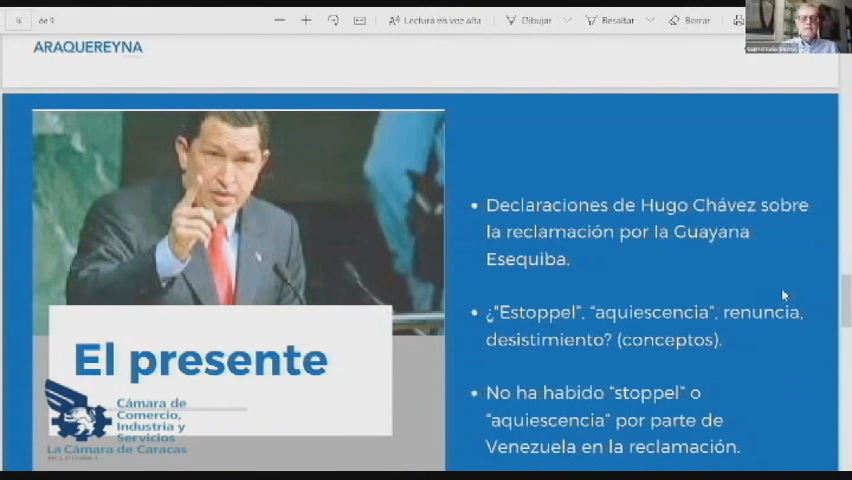 6 de 9
Lectura en voz alta
Dibujar
Resaltar
Borrar
ARAQUEREYNA
• Declaraciones de Hugo Chávez sobre
la reclamación por la Guayana
Esequiba.
• ¿"Estoppel", "aquiescencia", renuncia,
desistimiento? (conceptos).
• No ha habido "stoppel" o
"aquiescencia" por parte de
Venezuela en la reclamación.
El presente
Cámara de
Comercio,
Industria y
Servicios
La Cámara de Caracas